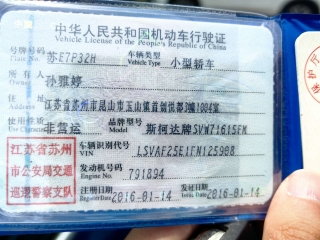 中华人民共和国机动车行驶证
Vehicle License of the People's Republic of China
号牌号码 苏E7P32H 车辆类型 小型轿车
Plate No. Vehicle Type
所有人 孙雅婷
Owner
住址 江苏省苏州市昆山市玉山镇
使用性质 非营运 品牌型号 斯柯达牌SVW71615FM
Use Character
江苏省苏州 车辆识别代号 LSVAF25E1FN125908
VIN
市公安局交通 发动机号码 791894
Engine No.
巡逻警察支队 注册日期 2016-01-14 发证日期 2016-01-14
Register Date Issue Date